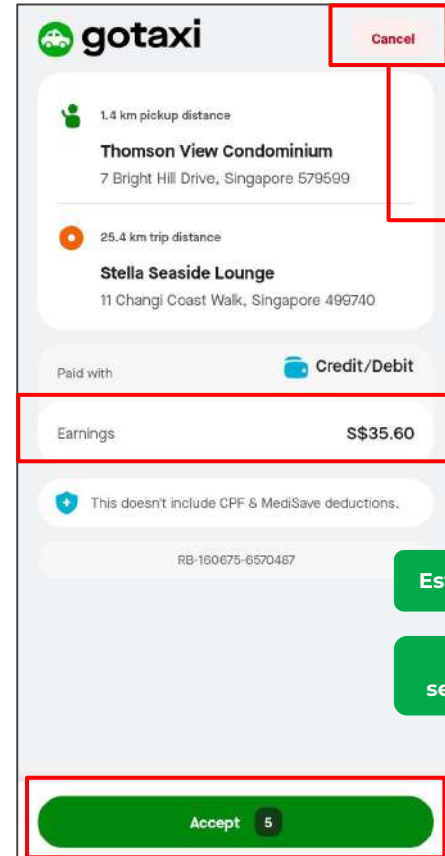 gotaxi
Cancel
1.4 km pickup distance
Thomson View Condominium
7 Bright Hill Drive, Singapore 579599
25.4 km trip distance
Stella Seaside Lounge
11 Changi Coast Walk, Singapore 499740
Paid with
Credit/Debit
Earnings
S$35.60
This doesn't include CPF & MediSave deductions.
RB-160675-6570487
Accept 5